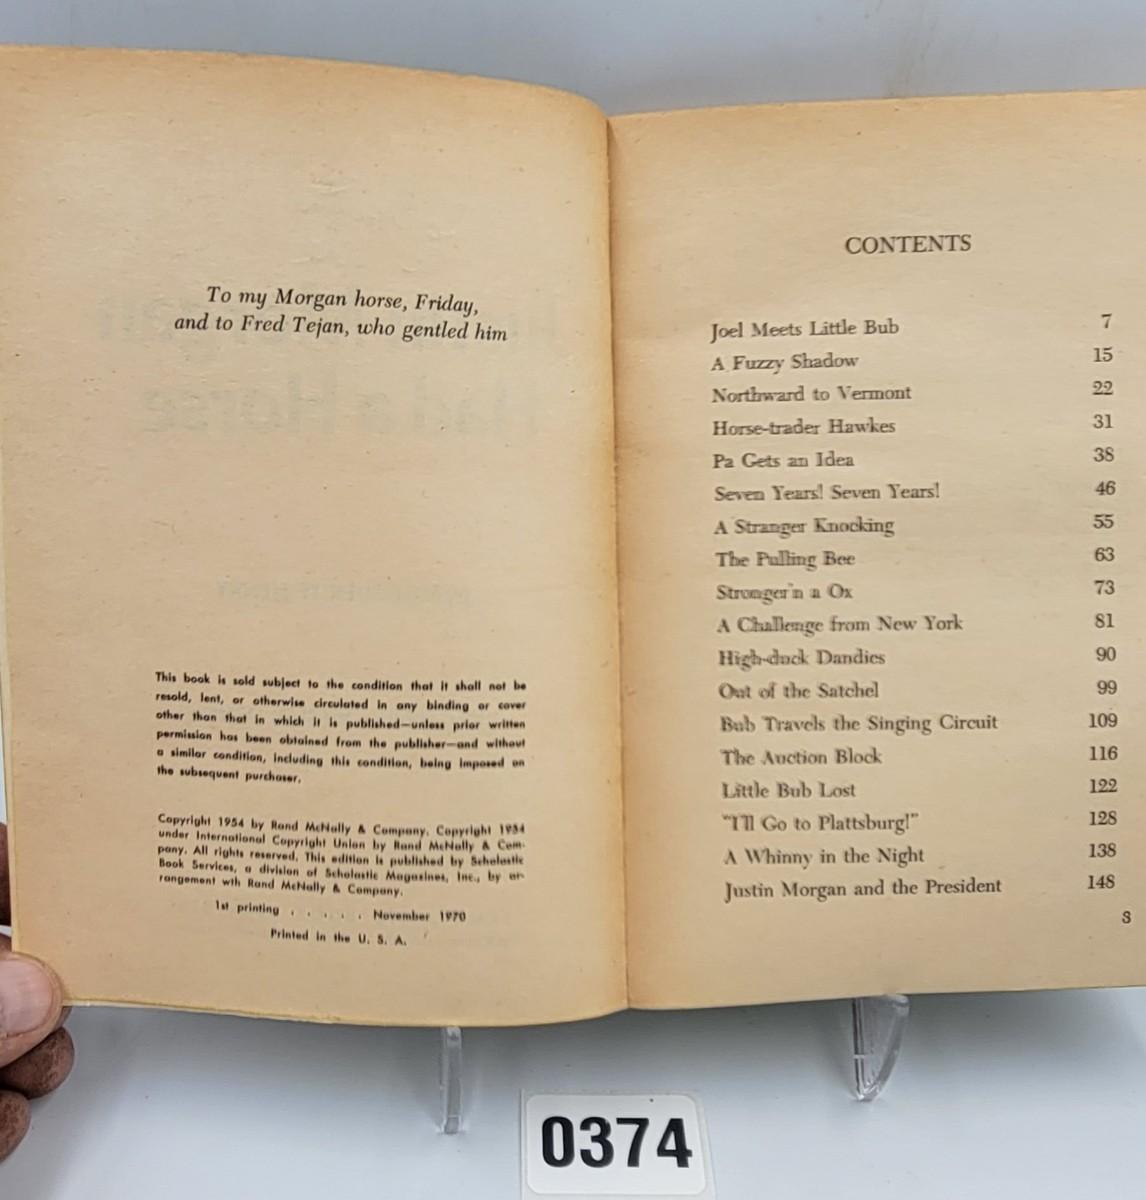 To my Morgan horse, Friday,
and to Fred Tejan, who gentled him
This book is sold subject to the condition that it shall not be
resold, lent, or otherwise circulated in any binding or cover
other than that in which it is published—unless prior written
permission has been obtained from the publisher—and without
a similar condition, including this condition, being imposed on
the subsequent purchaser.
Copyright 1954 by Rand McNally & Company. Copyright 1954
under International Copyright Union by Rand McNally & Com-
pany. All rights reserved. This edition is published by Scholastic
Book Services, a division of Scholastic Magazines, Inc., by ar-
rangement wth Rand McNally & Company.
1st printing . . . . . November 1970
Printed in the U. S. A.
CONTENTS
Joel Meets Little Bub 7
A Fuzzy Shadow 15
Northward to Vermont 22
Horse-trader Hawkes 31
Pa Gets an Idea 38
Seven Years! Seven Years! 46
A Stranger Knocking 55
The Pulling Bee 63
Stronger'n a Ox 73
A Challenge from New York 81
High-duck Dandies 90
Out of the Satchel 99
Bub Travels the Singing Circuit 109
The Auction Block 116
Little Bub Lost 122
"I'll Go to Plattsburg!" 128
A Whinny in the Night 138
Justin Morgan and the President 148
3
0374